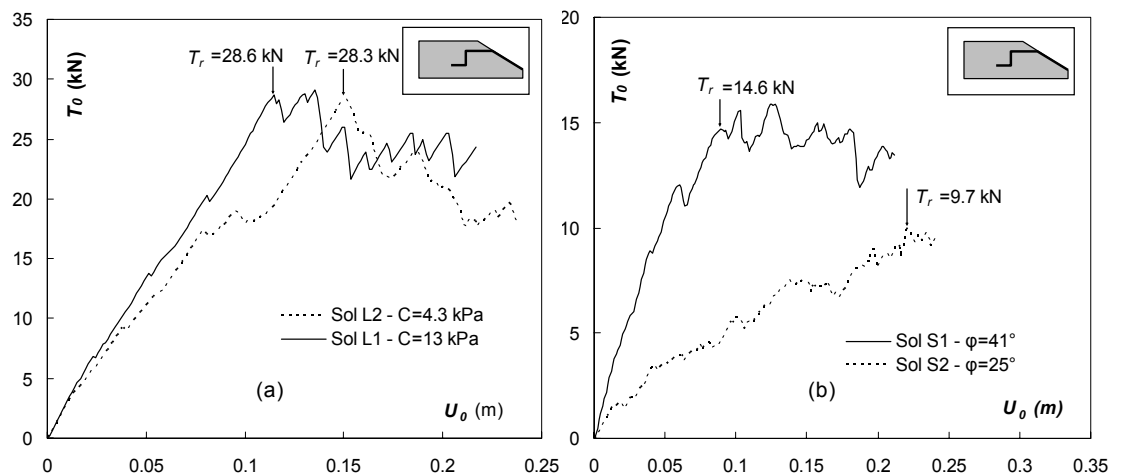 35
30
25
20
15
10
5
0
T0 (kN)
Tr =28.6 kN
Tr =28.3 kN
Sol L2 - C=4.3 kPa
Sol L1 - C=13 kPa
(a)
U0 (m)
0 0.05 0.1 0.15 0.2 0.25
20
15
10
5
0
T0 (kN)
Tr =14.6 kN
Tr =9.7 kN
Sol S1 - φ=41°
Sol S2 - φ=25°
(b)
U0 (m)
0 0.05 0.1 0.15 0.2 0.25 0.3 0.35